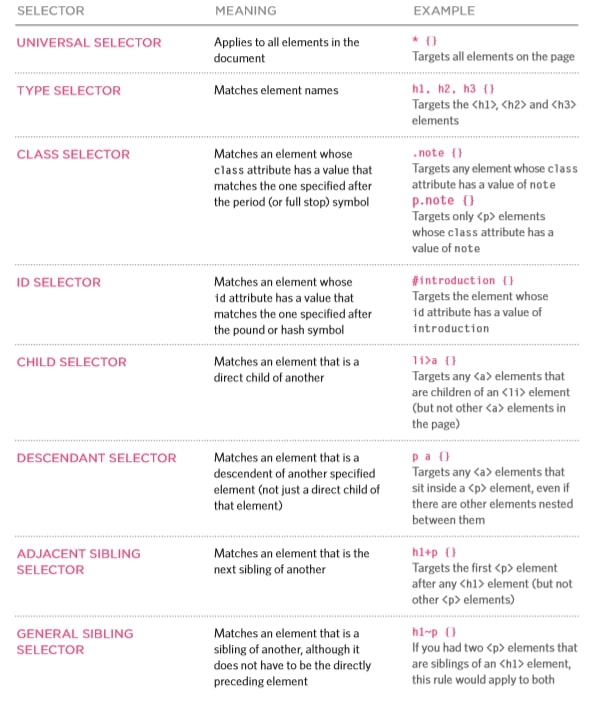 SELECTOR MEANING EXAMPLE
UNIVERSAL SELECTOR
Applies to all elements in the
document
* {}
Targets all elements on the page
TYPE SELECTOR
Matches element names
h1, h2, h3 {}
Targets the <h1>, <h2> and <h3>
elements
CLASS SELECTOR
Matches an element whose
class attribute has a value that
matches the one specified after
the period (or full stop) symbol
.note {}
Targets any element whose class
attribute has a value of note
p.note {}
Targets only <p> elements
whose class attribute has a
value of note
ID SELECTOR
Matches an element whose
id attribute has a value that
matches the one specified after
the pound or hash symbol
#introduction {}
Targets the element whose
id attribute has a value of
introduction
CHILD SELECTOR
Matches an element that is a
direct child of another
li>a {}
Targets any <a> elements that
are children of an <li> element
(but not other <a> elements in
the page)
DESCENDANT SELECTOR
Matches an element that is a
descendent of another specified
element (not just a direct child of
that element)
p a {}
Targets any <a> elements that
sit inside a <p> element, even if
there are other elements nested
between them
ADJACENT SIBLING
SELECTOR
Matches an element that is the
next sibling of another
h1+p {}
Targets the first <p> element
after any <h1> element (but not
other <p> elements)
GENERAL SIBLING
SELECTOR
Matches an element that is a
sibling of another, although it
does not have to be the directly
preceding element
h1~p {}
If you had two <p> elements that
are siblings of an <h1> element,
this rule would apply to both